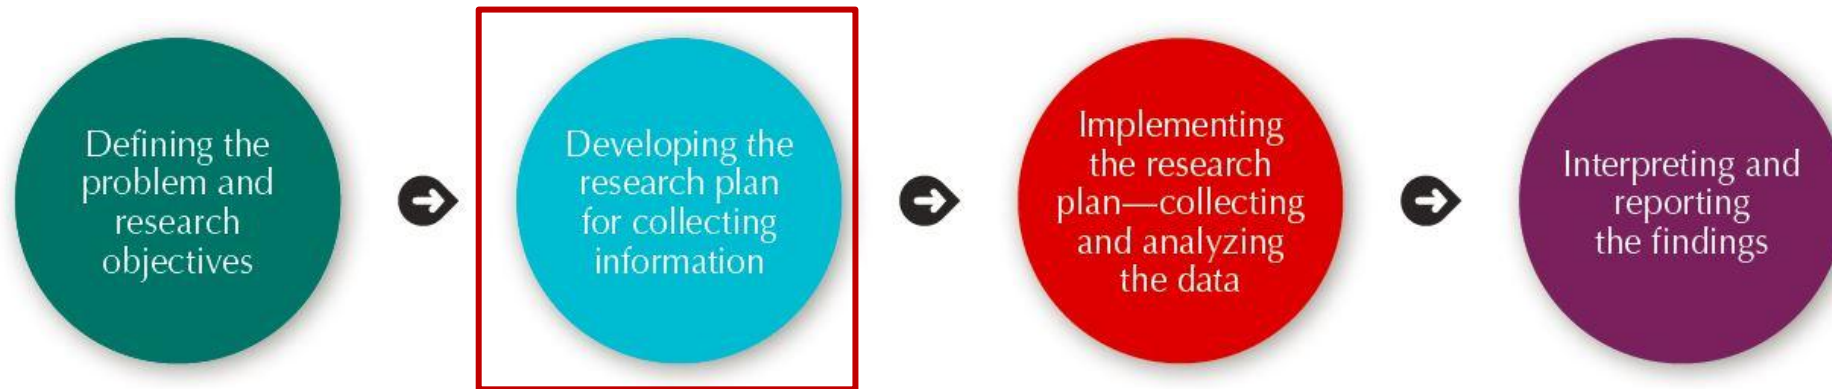 Defining the
problem and
research
objectives
Developing the
research plan
for collecting
information
Implementing
the research
plan—collecting
and analyzing
the data
Interpreting and
reporting
the findings